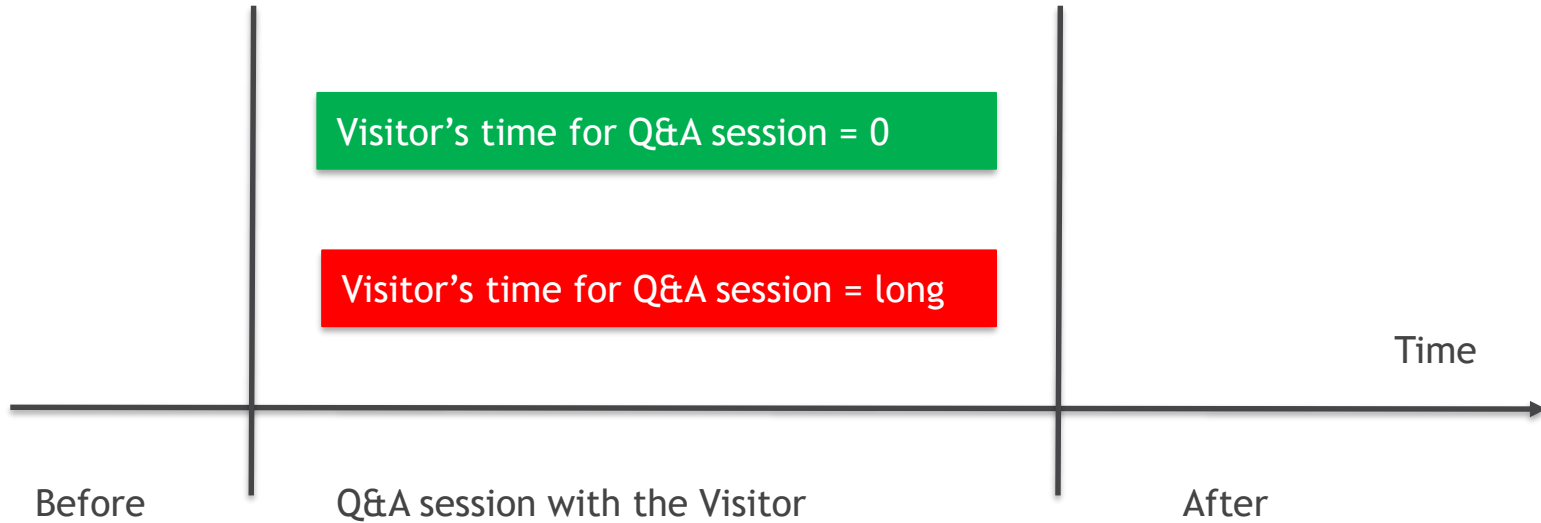 Visitor’s time for Q&A session = 0
Visitor’s time for Q&A session = long
Time
Before
Q&A session with the Visitor
After